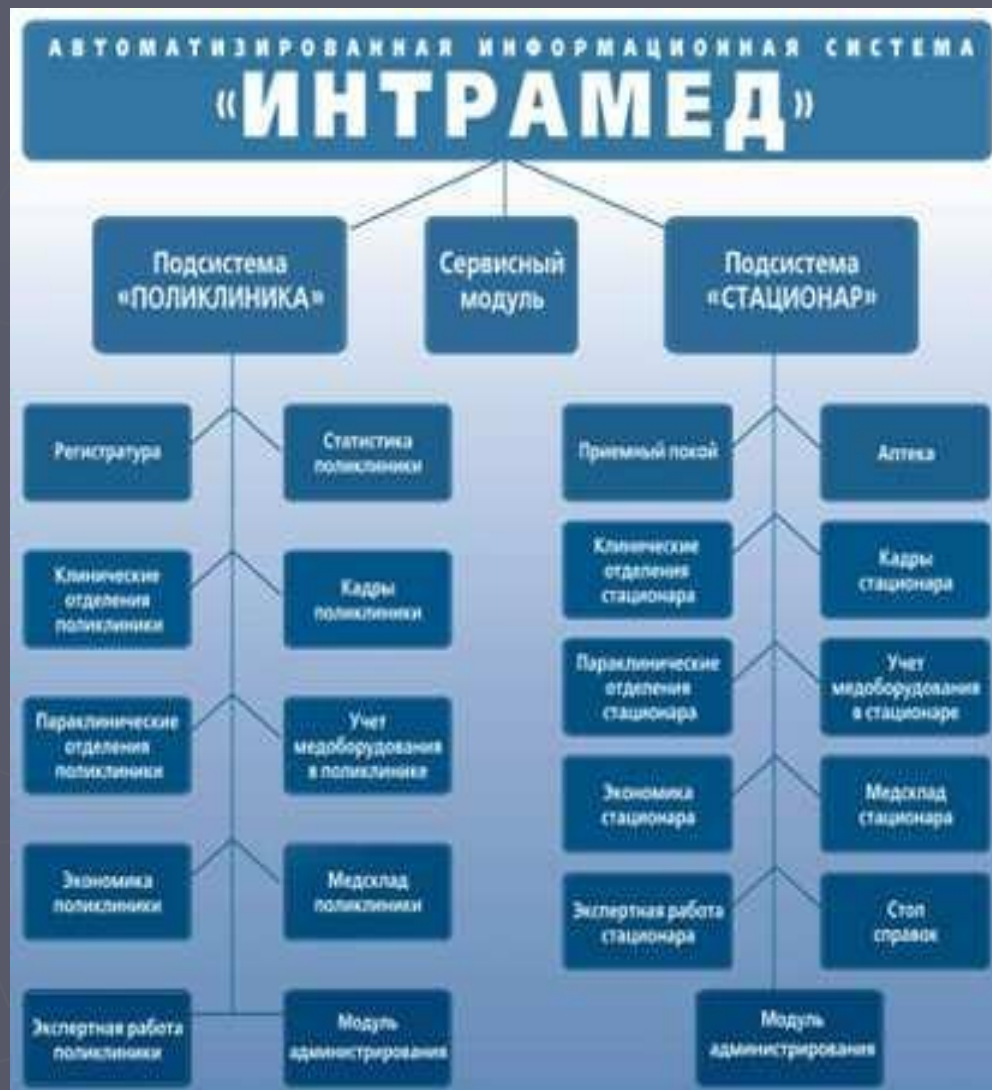 АВТОМАТИЗИРОВАННАЯ ИНФОРМАЦИОННАЯ СИСТЕМА
«ИНТРАМЕД»
Подсистема
«ПОЛИКЛИНИКА»
Сервисный
модуль
Подсистема
«СТАЦИОНАР»
Регистратура
Статистика
поликлиники
Клинические
отделения
поликлиники
Кадры
поликлиники
Параклинические
отделения
поликлиники
Учет
медоборудования
в поликлинике
Экономика
поликлиники
Медсклад
поликлиники
Экспертная работа
поликлиники
Модуль
администрирования
Приемный покой
Аптека
Клинические
отделения
стационара
Кадры
стационара
Параклинические
отделения
стационара
Учет
медоборудования
в стационаре
Экономика
стационара
Медсклад
стационара
Экспертная работа
стационара
Стол
справок
Модуль
администрирования